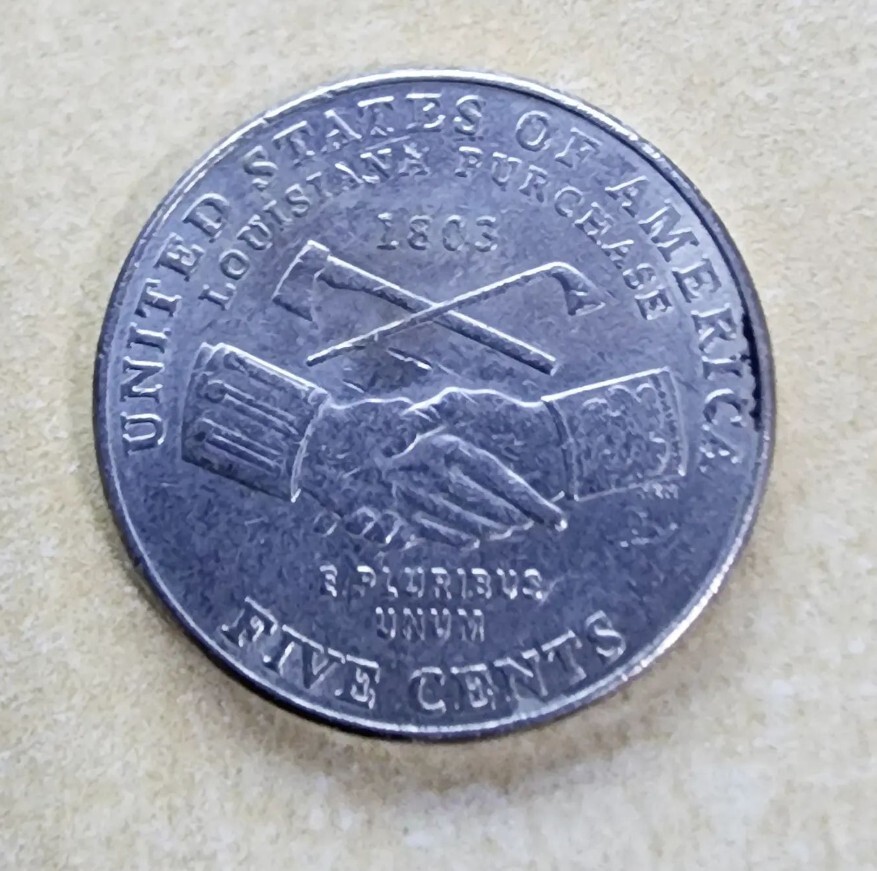 UNITED STATES OF AMERICA
LOUISIANA PURCHASE
1803
E PLURIBUS
UNUM
FIVE CENTS